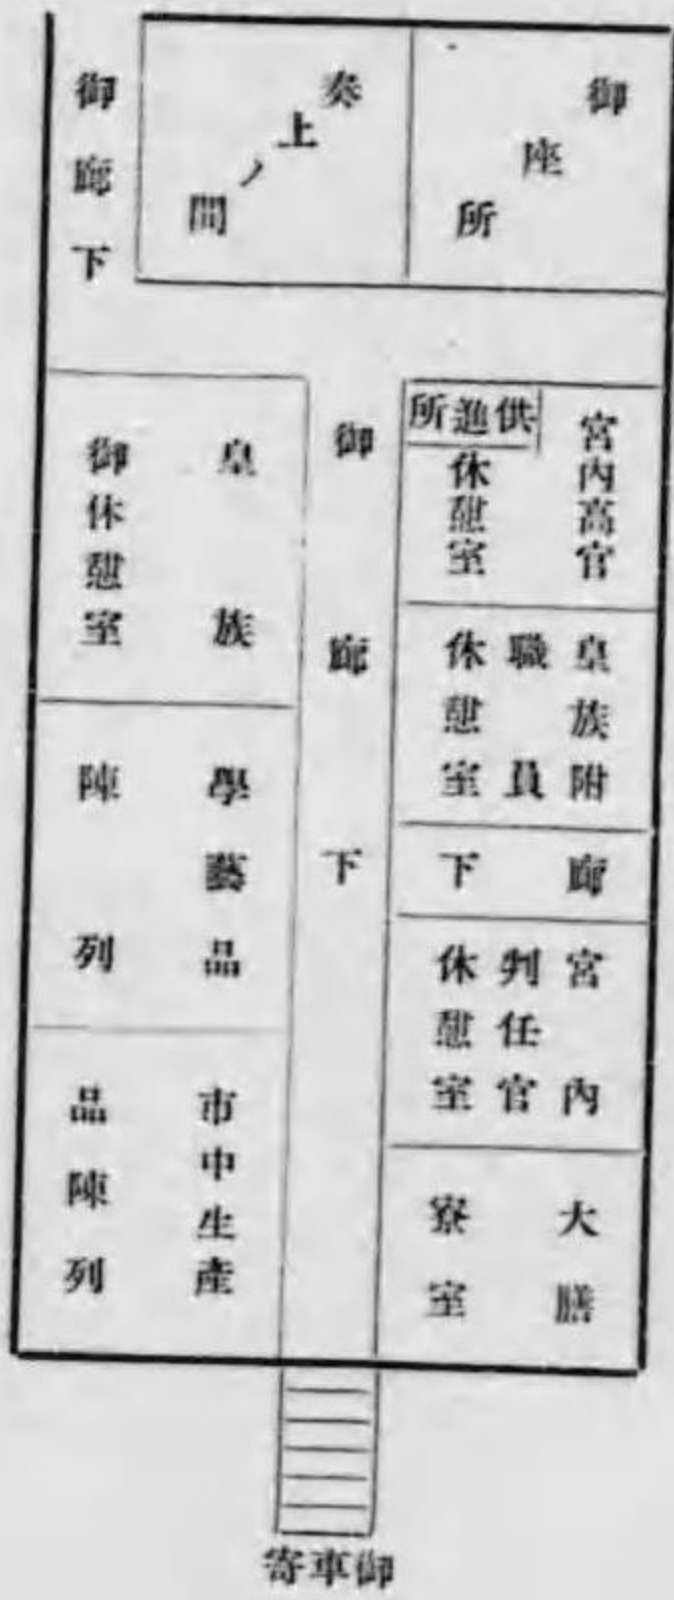 御座所
奏上ノ間
御廊下
宮内高官
休憩室
所進供
皇族附
職員
休憩室
廊下
宮内
判任官
休憩室
大膳
寮室
御廊下
皇族
御休憩室
學藝品
陳列
市中生產
品陳列
寄車御